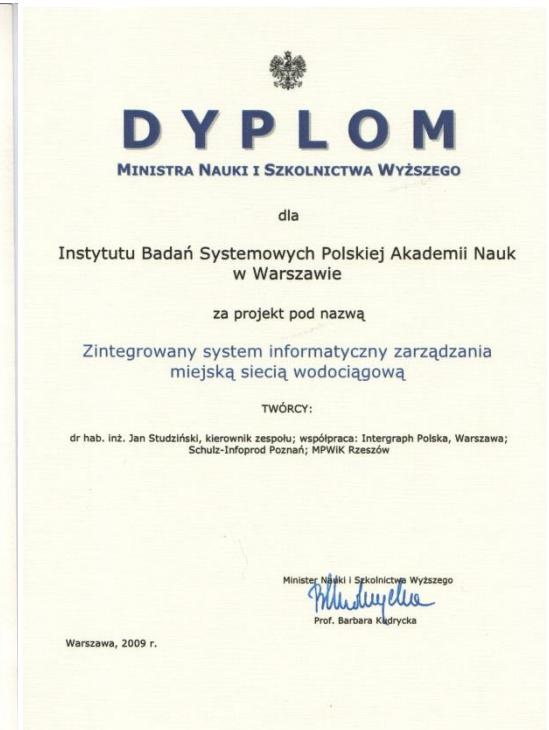 DYPLOM
MINISTRA NAUKI I SZKOLNICTWA WYŻSZEGO
dla
Instytutu Badań Systemowych Polskiej Akademii Nauk
w Warszawie
za projekt pod nazwą
Zintegrowany system informatyczny zarządzania
miejską siecią wodociągową
TWÓRCY:
dr hab. inż. Jan Studziński, kierownik zespołu; współpraca: Intergraph Polska, Warszawa;
Schulz-Infoprod Poznań; MPWiK Rzeszów
Minister Nauki i Szkolnictwa Wyższego
Prof. Barbara Kudrycka
Warszawa, 2009 r.